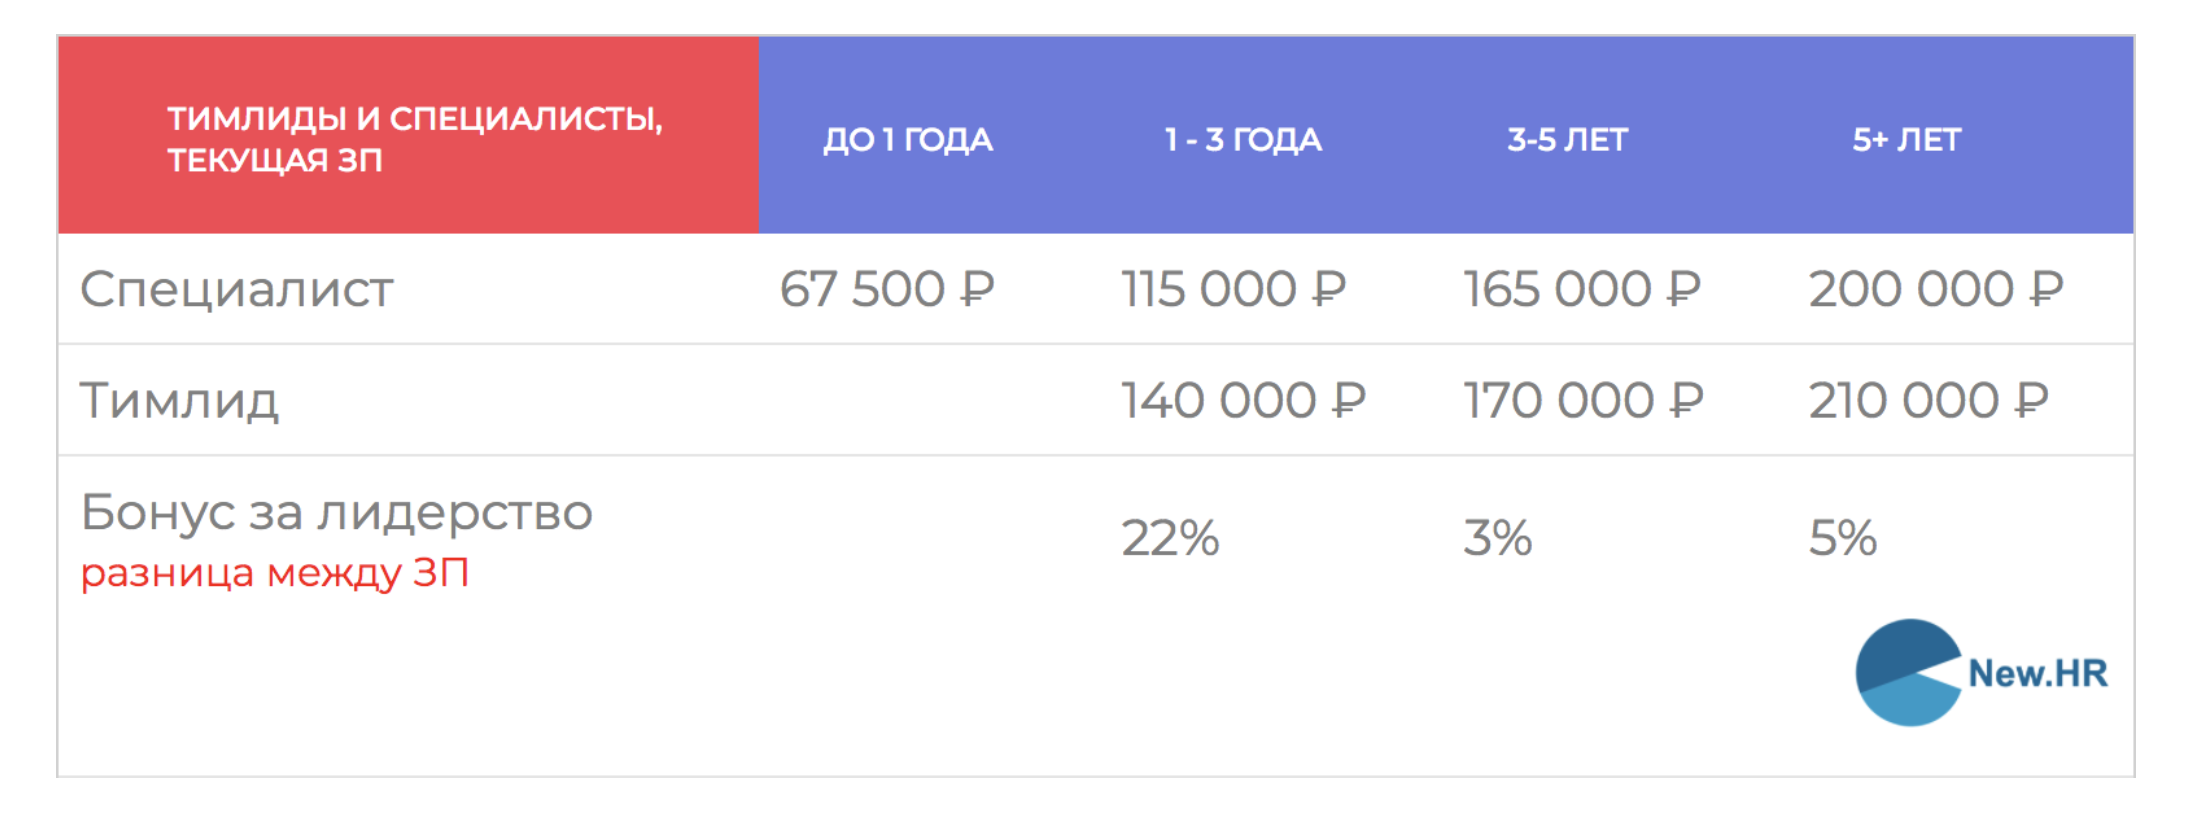 ТИМЛИДЫ И СПЕЦИАЛИСТЫ,
ТЕКУЩАЯ ЗП
ДО 1 ГОДА 1 - 3 ГОДА 3-5 ЛЕТ 5+ ЛЕТ
Специалист 67 500 ₽ 115 000 ₽ 165 000 ₽ 200 000 ₽
Тимлид 140 000 ₽ 170 000 ₽ 210 000 ₽
Бонус за лидерство
разница между ЗП
22% 3% 5%
New.HR